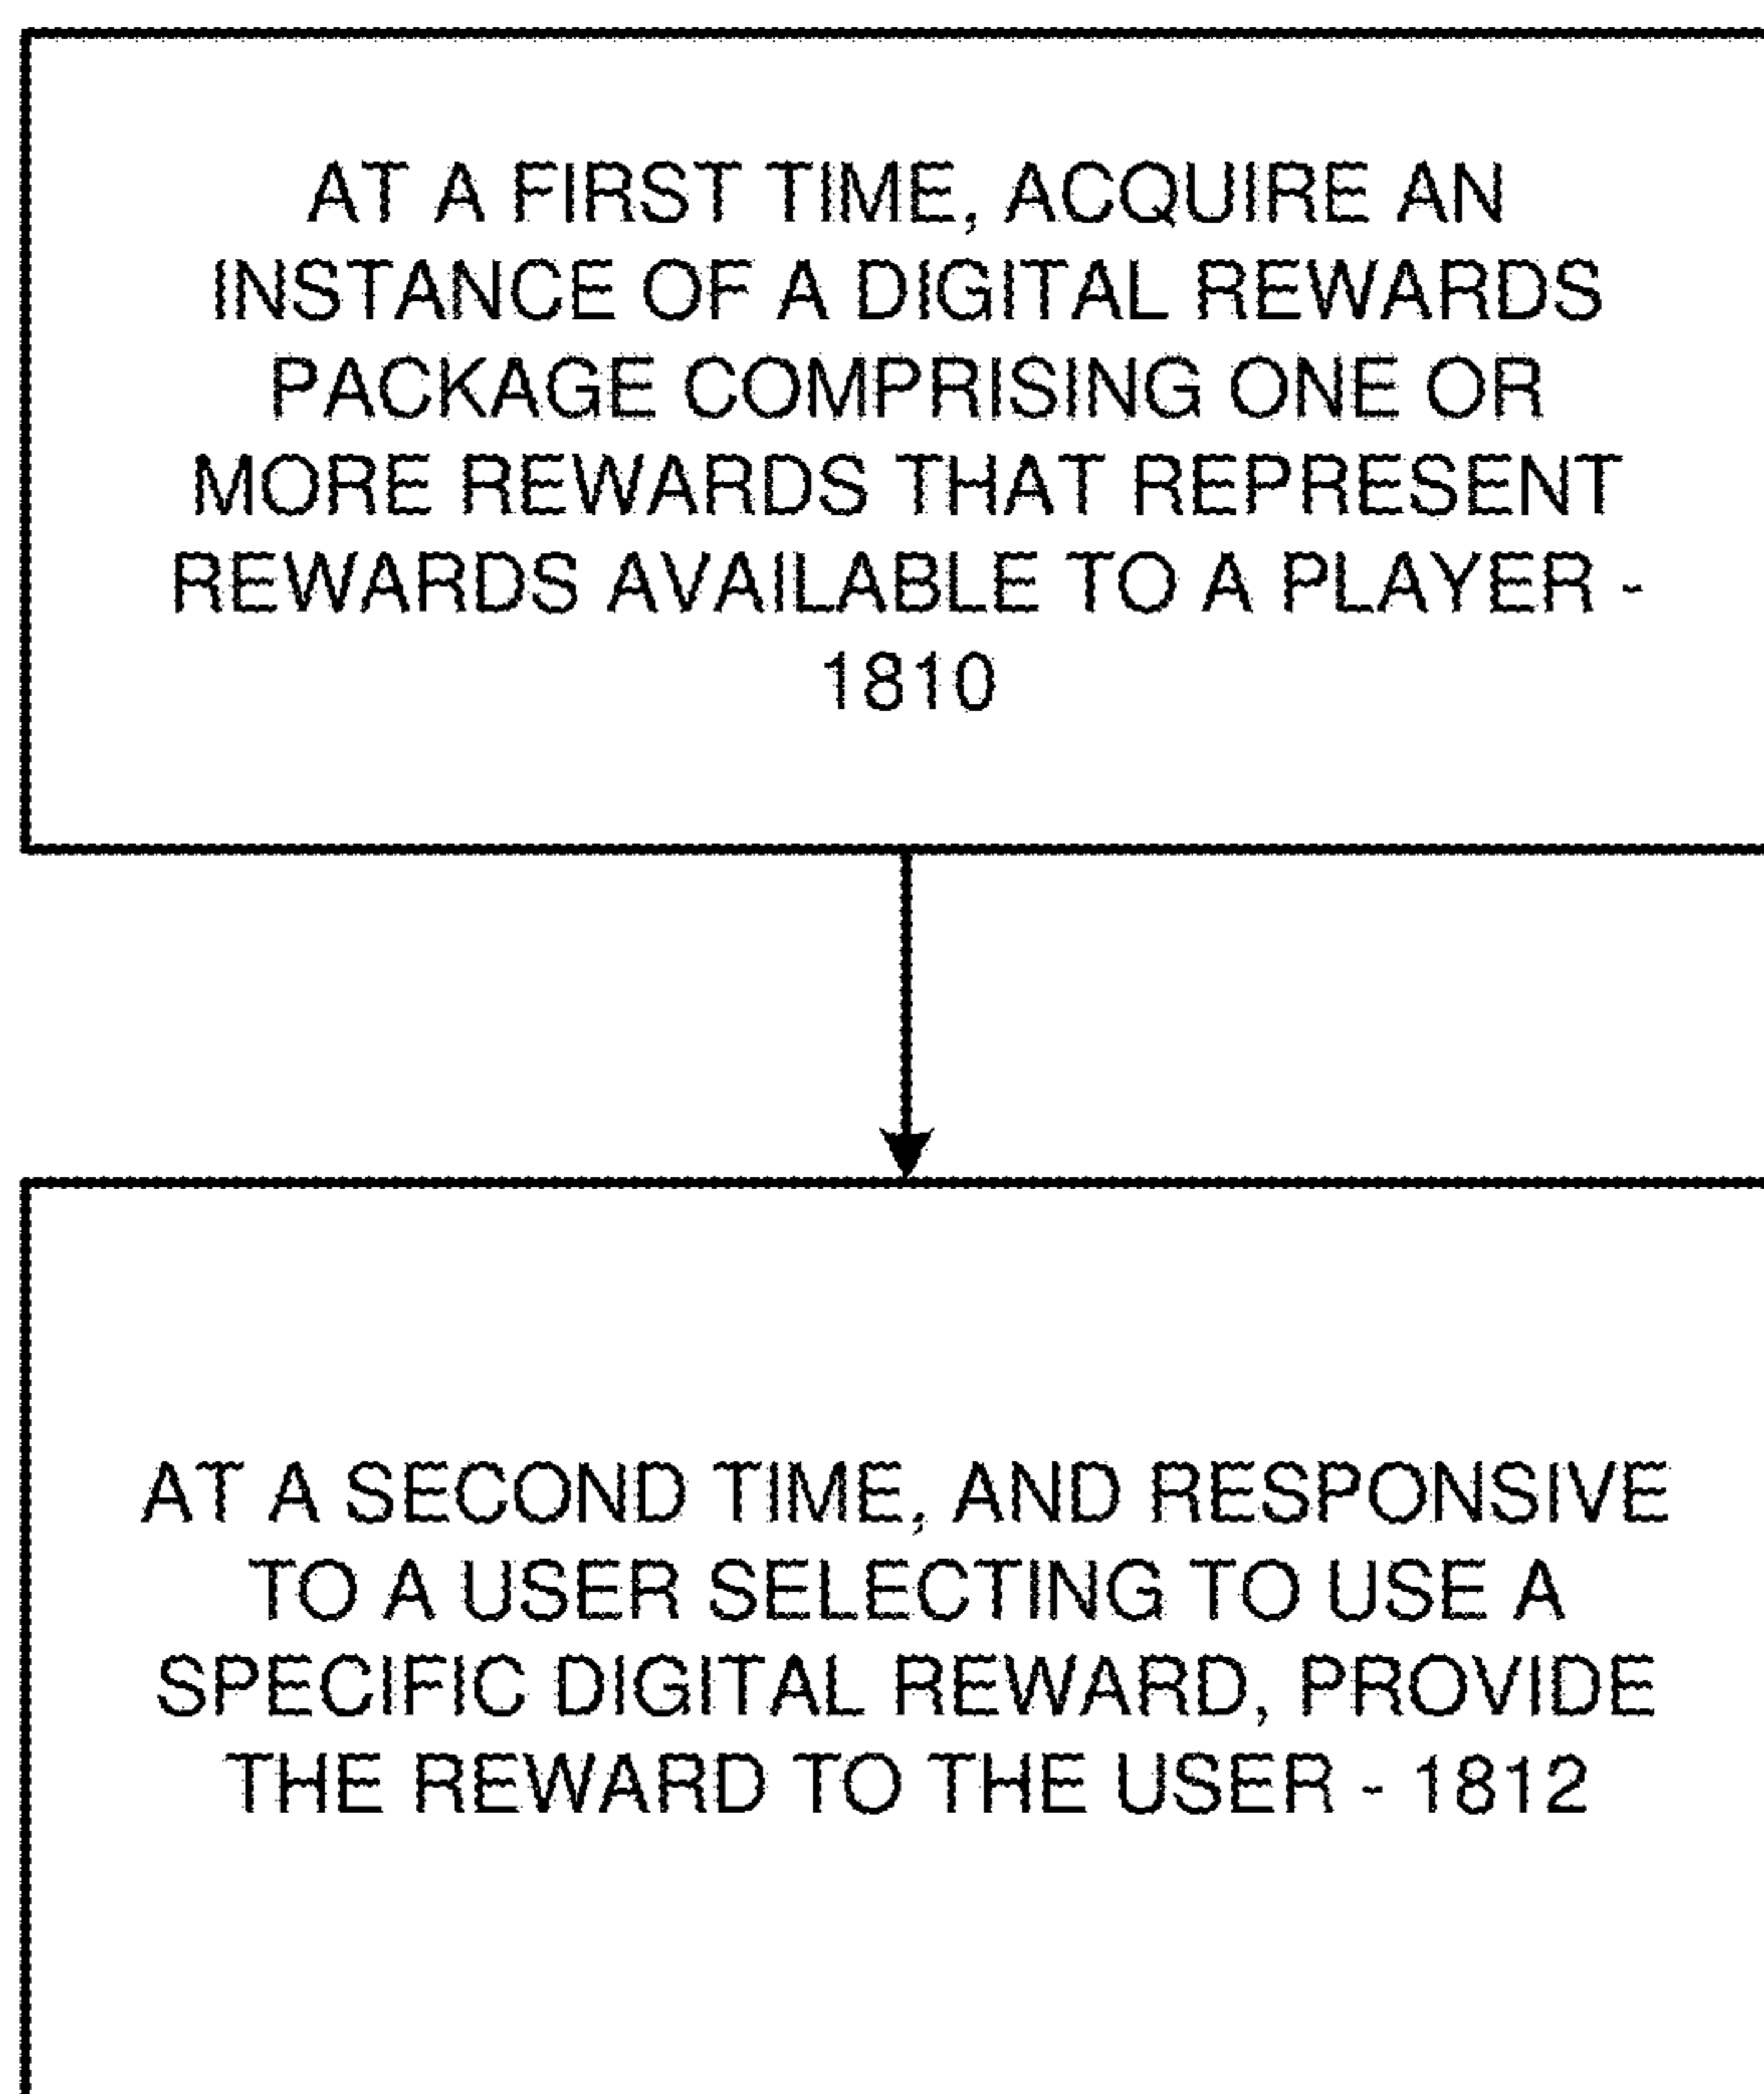 AT A FIRST TIME, ACQUIRE AN
INSTANCE OF A DIGITAL REWARDS
PACKAGE COMPRISING ONE OR
MORE REWARDS THAT REPRESENT
REWARDS AVAILABLE TO A PLAYER -
1810
AT A SECOND TIME, AND RESPONSIVE
TO A USER SELECTING TO USE A
SPECIFIC DIGITAL REWARD, PROVIDE
THE REWARD TO THE USER - 1812